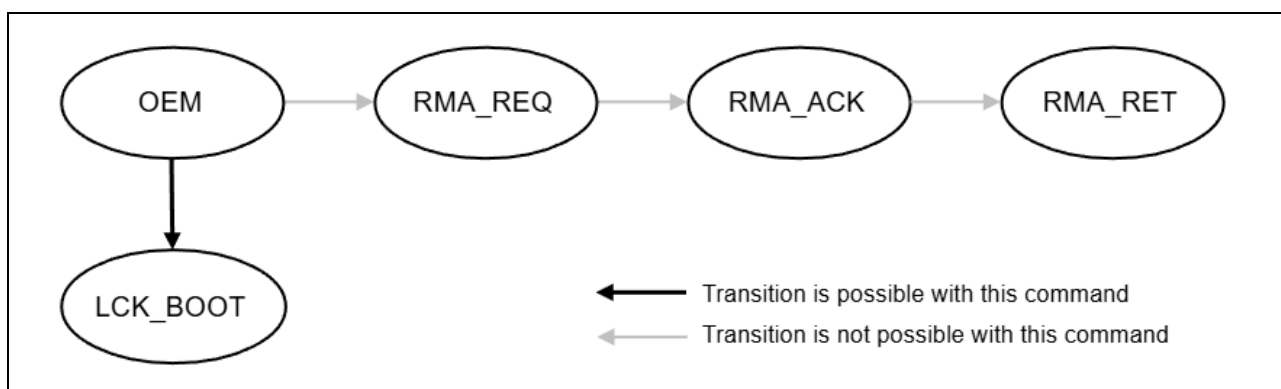 OEM
RMA_REQ
RMA_ACK
RMA_RET
LCK_BOOT
Transition is possible with this command
Transition is not possible with this command